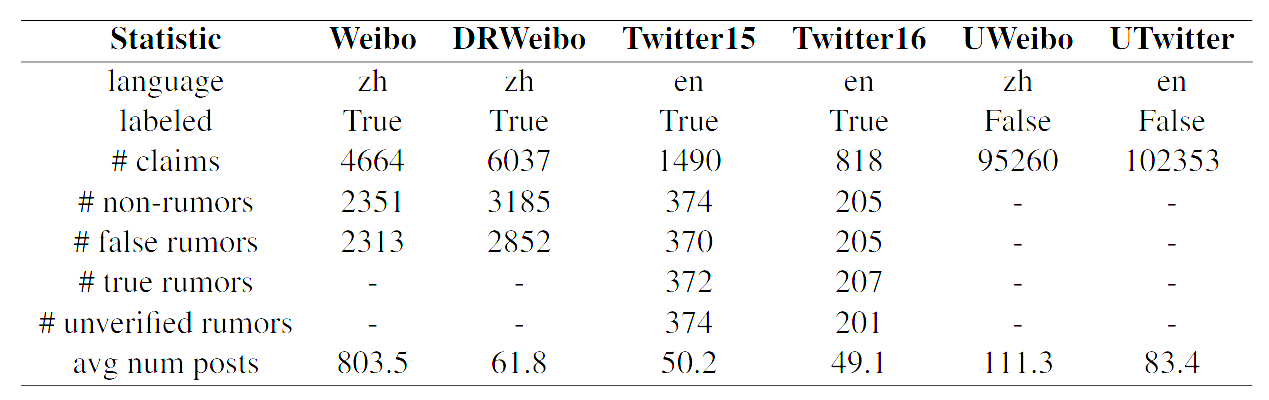 Statistic Weibo DRWeibo Twitter15 Twitter16 UWeibo UTwitter
language zh zh en en zh en
labeled True True True True False False
# claims 4664 6037 1490 818 95260 102353
# non-rumors 2351 3185 374 205 - -
# false rumors 2313 2852 370 205 - -
# true rumors - - 372 207 - -
# unverified rumors - - 374 201 - -
avg num posts 803.5 61.8 50.2 49.1 111.3 83.4